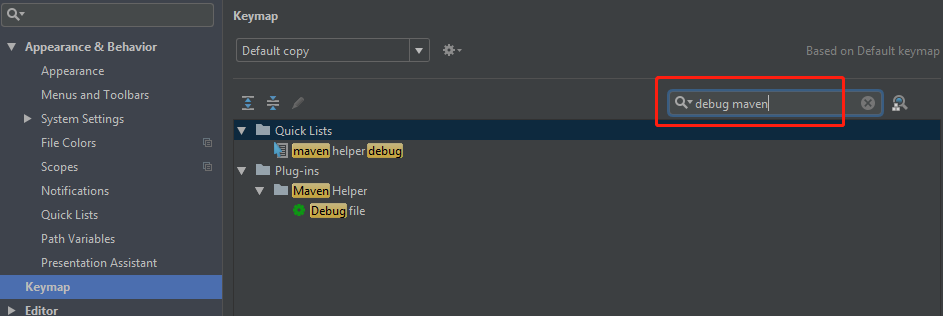 Appearance & Behavior
Appearance
Menus and Toolbars
System Settings
File Colors
Scopes
Notifications
Quick Lists
Path Variables
Presentation Assistant
Keymap
Editor
Keymap
Default copy
Based on Default keymap
debug maven
Quick Lists
maven helper debug
Plug-ins
Maven Helper
Debug file